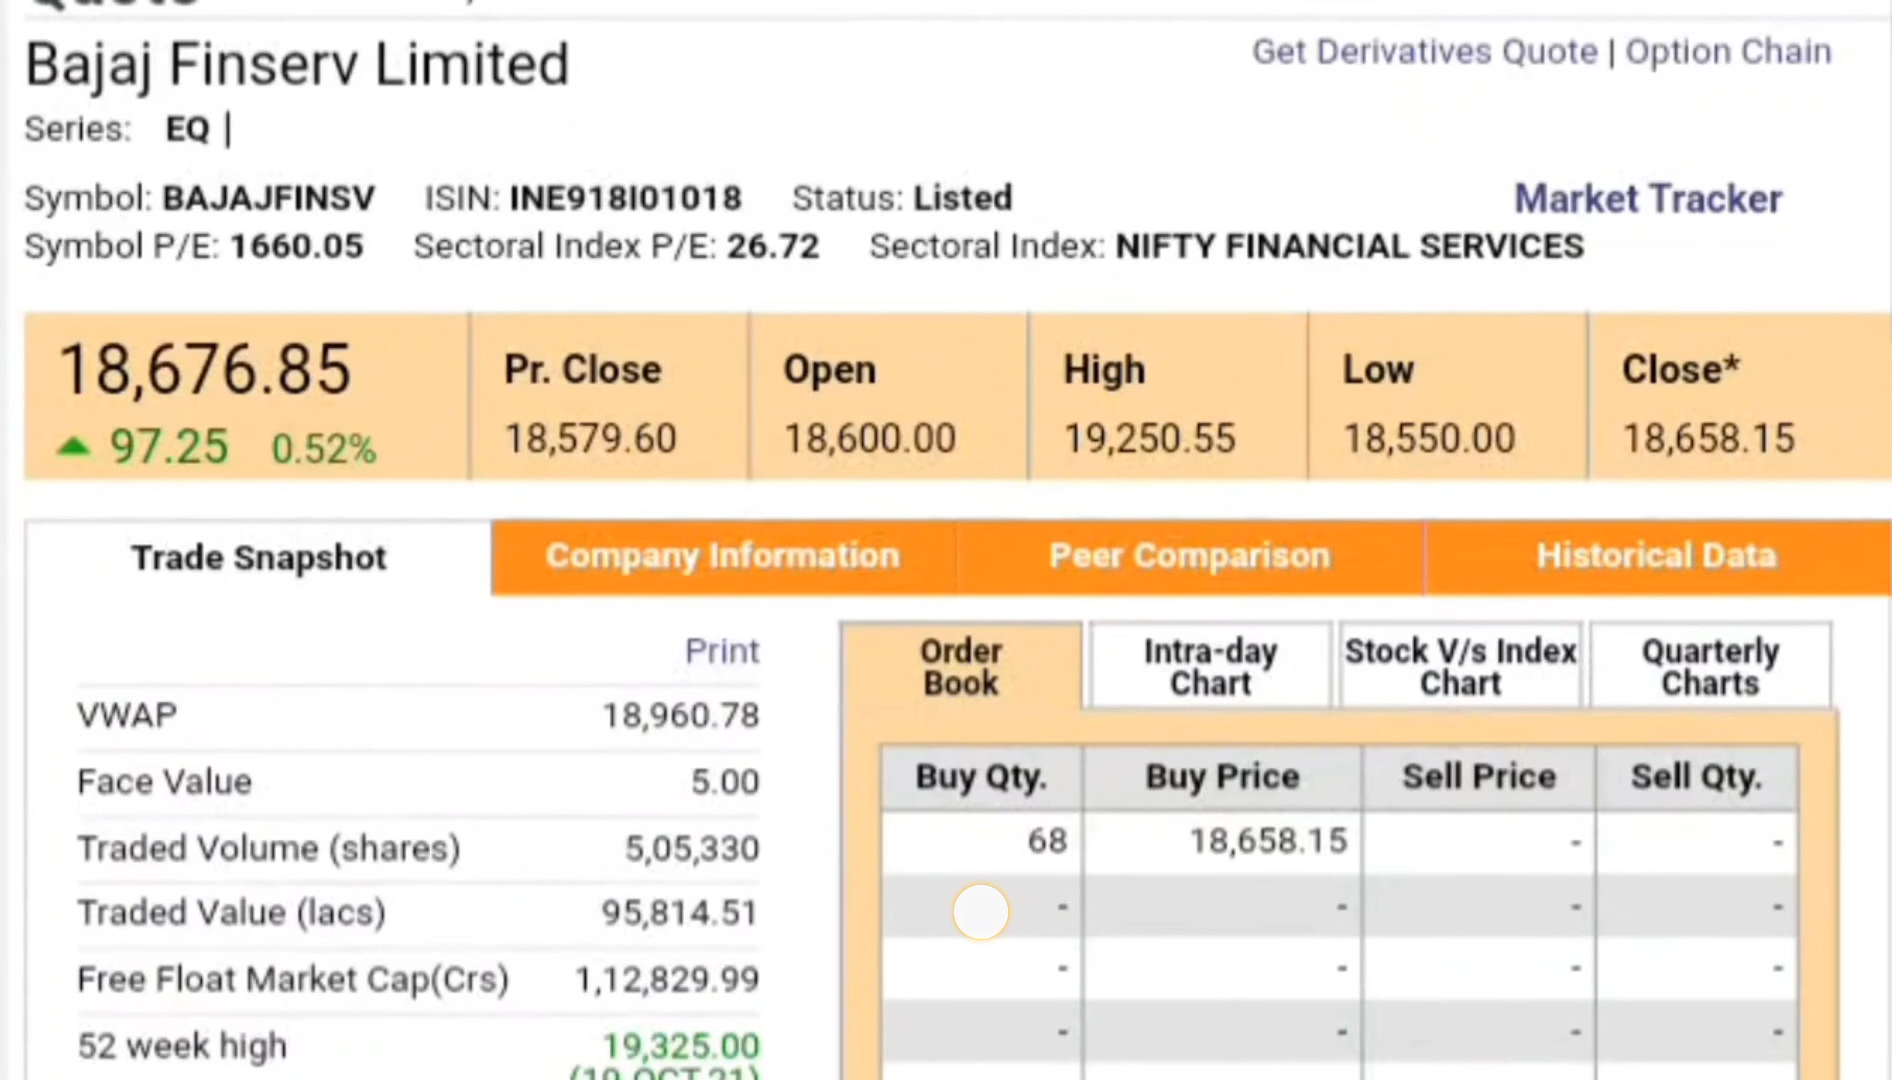 Bajaj Finserv Limited
Get Derivatives Quote | Option Chain
Series: EQ |
Symbol: BAJAJFINSV ISIN: INE918I01018 Status: Listed
Market Tracker
Symbol P/E: 1660.05 Sectoral Index P/E: 26.72 Sectoral Index: NIFTY FINANCIAL SERVICES
18,676.85 Pr. Close Open High Low Close*
97.25 0.52% 18,579.60 18,600.00 19,250.55 18,550.00 18,658.15
Trade Snapshot Company Information Peer Comparison Historical Data
Print
VWAP 18,960.78
Face Value 5.00
Traded Volume (shares) 5,05,330
Traded Value (lacs) 95,814.51
Free Float Market Cap(Crs) 1,12,829.99
52 week high 19,325.00
Order Book
Intra-day Chart
Stock V/s Index Chart
Quarterly Charts
Buy Qty. Buy Price Sell Price Sell Qty.
68 18,658.15 - -
- - - -
- - - -
- - - -